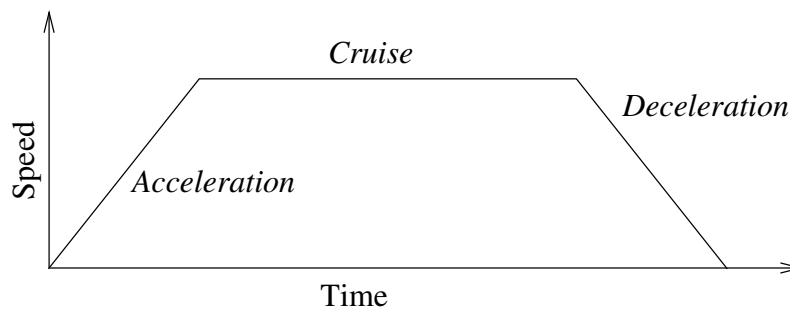 Cruise
Deceleration
Speed
Acceleration
Time